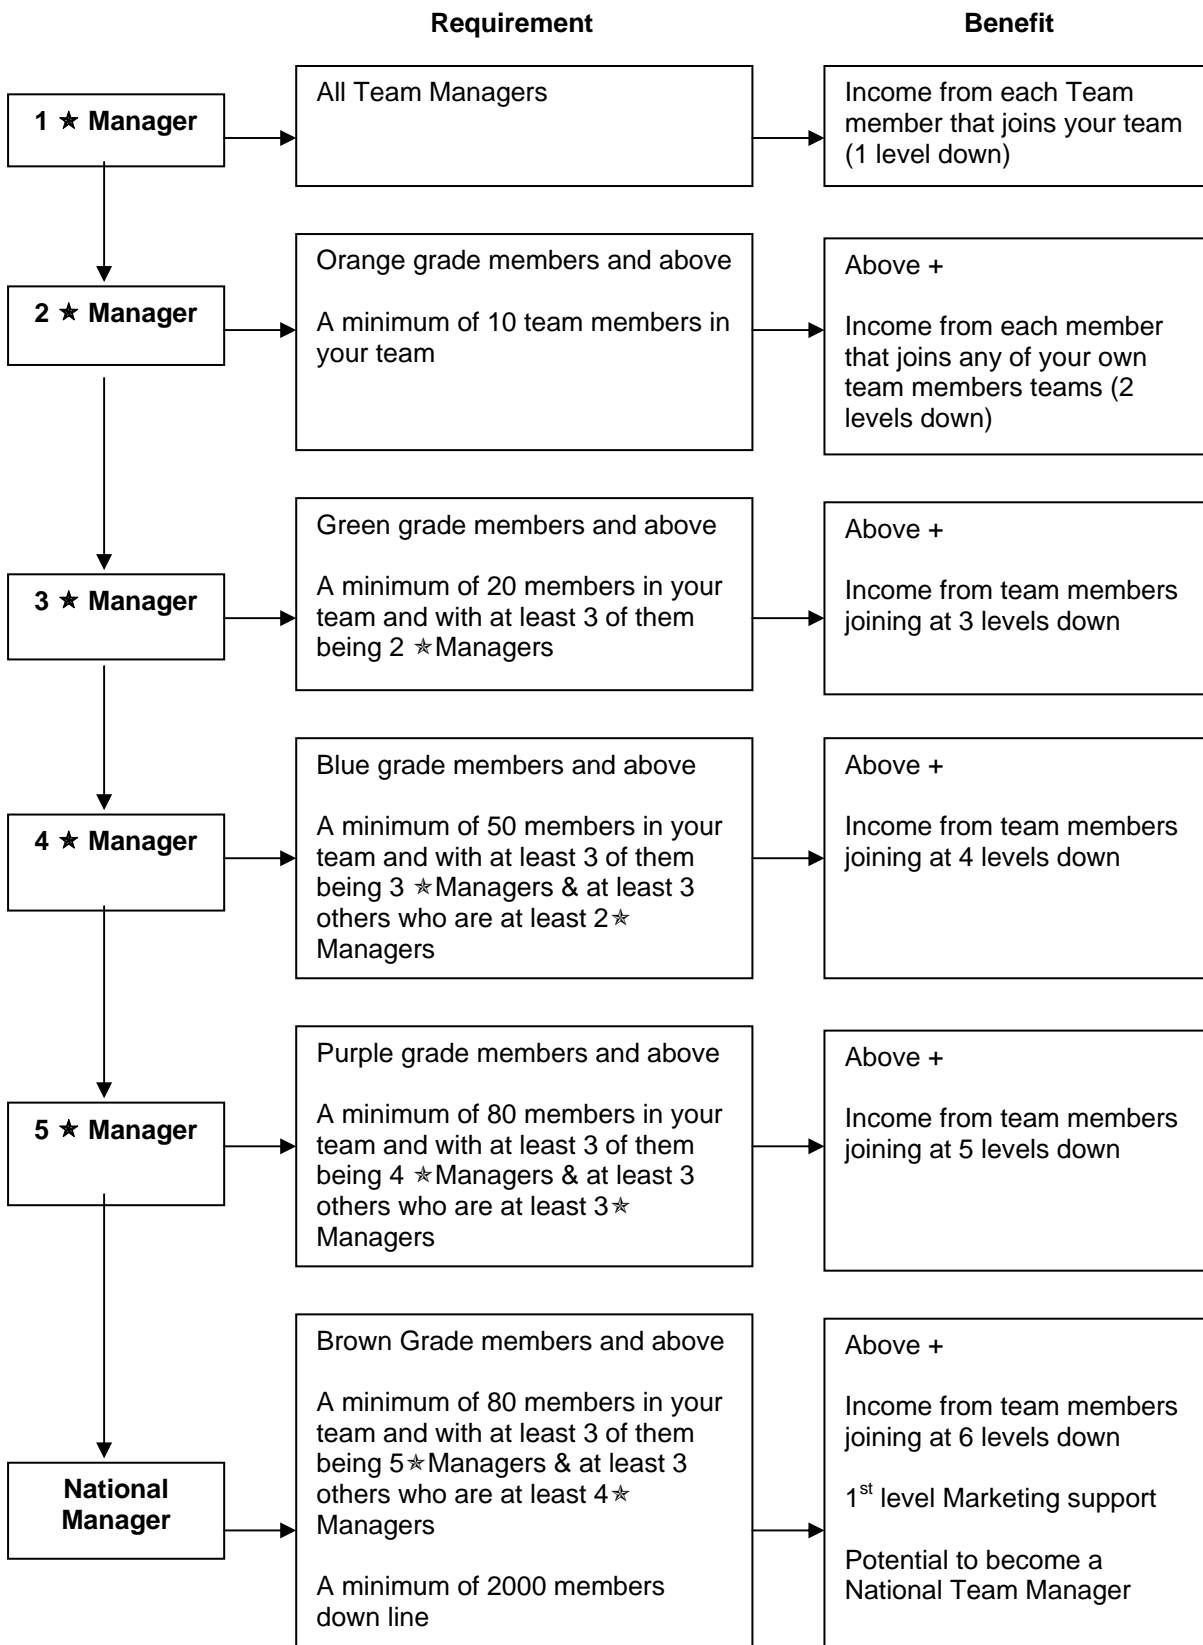 Requirement
Benefit
1 ★ Manager
All Team Managers
Income from each Team
member that joins your team
(1 level down)
2 ★ Manager
Orange grade members and above
A minimum of 10 team members in
your team
Above +
Income from each member
that joins any of your own
team members teams (2
levels down)
3 ★ Manager
Green grade members and above
A minimum of 20 members in your
team and with at least 3 of them
being 2 ★Managers
Above +
Income from team members
joining at 3 levels down
4 ★ Manager
Blue grade members and above
A minimum of 50 members in your
team and with at least 3 of them
being 3 ★Managers & at least 3
others who are at least 2★
Managers
Above +
Income from team members
joining at 4 levels down
5 ★ Manager
Purple grade members and above
A minimum of 80 members in your
team and with at least 3 of them
being 4 ★Managers & at least 3
others who are at least 3★
Managers
Above +
Income from team members
joining at 5 levels down
National
Manager
Brown Grade members and above
A minimum of 80 members in your
team and with at least 3 of them
being 5★Managers & at least 3
others who are at least 4★
Managers
A minimum of 2000 members
down line
Above +
Income from team members
joining at 6 levels down
1st level Marketing support
Potential to become a
National Team Manager